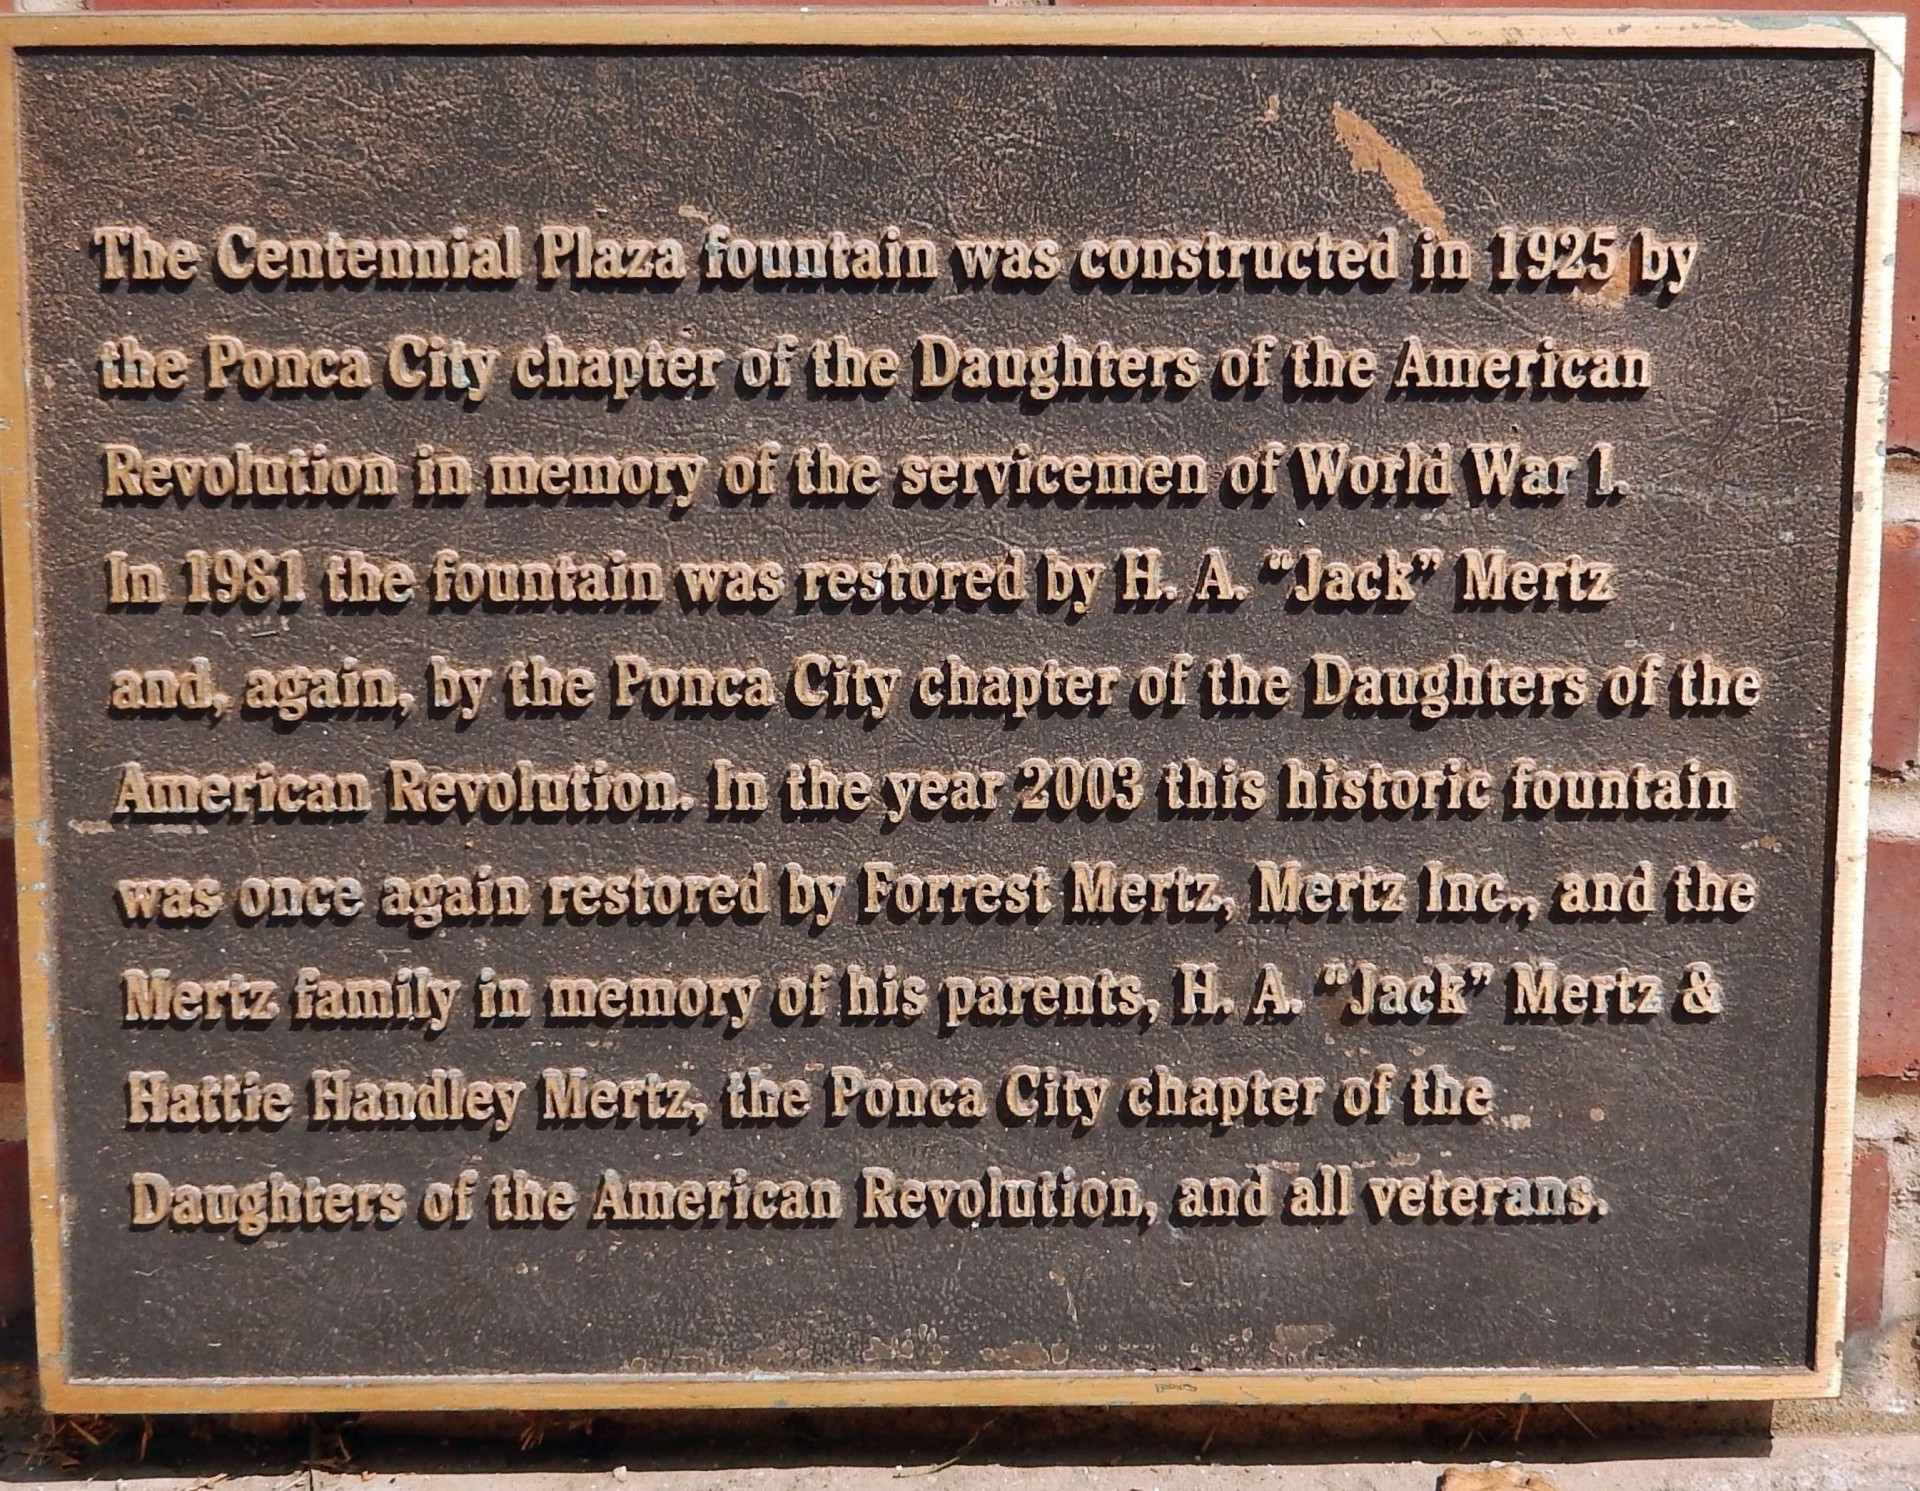 The Centennial Plaza fountain was constructed in 1925 by
the Ponca City chapter of the Daughters of the American
Revolution in memory of the servicemen of World War I.
In 1981 the fountain was restored by H. A. “Jack” Mertz
and, again, by the Ponca City chapter of the Daughters of the
American Revolution. In the year 2003 this historic fountain
was once again restored by Forrest Mertz, Mertz Inc., and the
Mertz family in memory of his parents, H. A. “Jack” Mertz &
Hattie Handley Mertz, the Ponca City chapter of the
Daughters of the American Revolution, and all veterans.